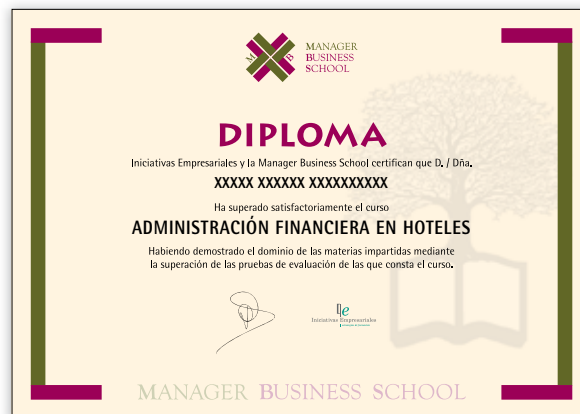 M B
MANAGER
BUSINESS
SCHOOL
DIPLOMA
Iniciativas Empresariales y la Manager Business School certifican que D. / Dña.
XXXXX XXXXXX XXXXXXXXXX
Ha superado satisfactoriamente el curso
ADMINISTRACIÓN FINANCIERA EN HOTELES
Habiendo demostrado el dominio de las materias impartidas mediante
la superación de las pruebas de evaluación de las que consta el curso.
Iniciativas Empresariales
MANAGER BUSINESS SCHOOL